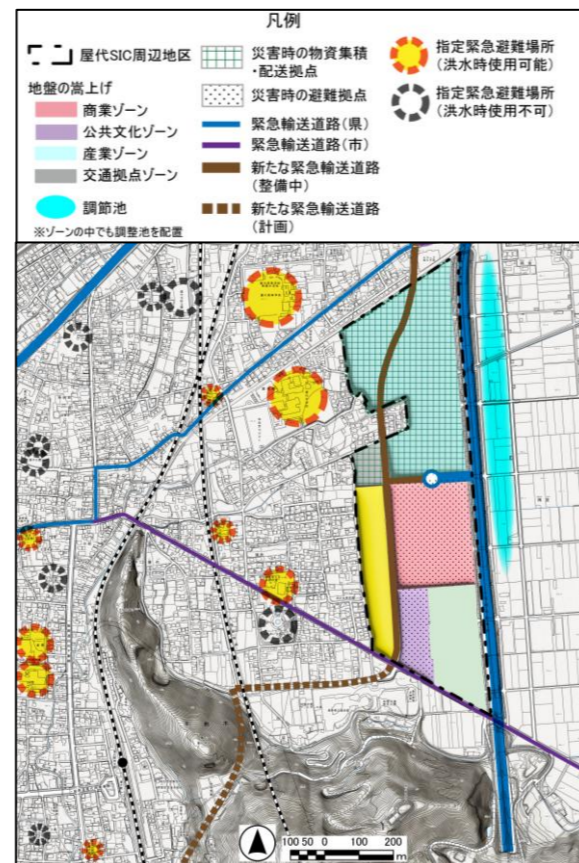 凡例
屋代SIC周辺地区
地盤の嵩上げ
商業ゾーン
公共文化ゾーン
産業ゾーン
交通拠点ゾーン
調節池
※ゾーンの中でも調整池を配置
災害時の物資集積
・配送拠点
災害時の避難拠点
緊急輸送道路(県)
緊急輸送道路(市)
新たな緊急輸送道路
(整備中)
新たな緊急輸送道路
(計画)
指定緊急避難場所
(洪水時使用可能)
指定緊急避難場所
(洪水時使用不可)
100 50 0 100 200
m